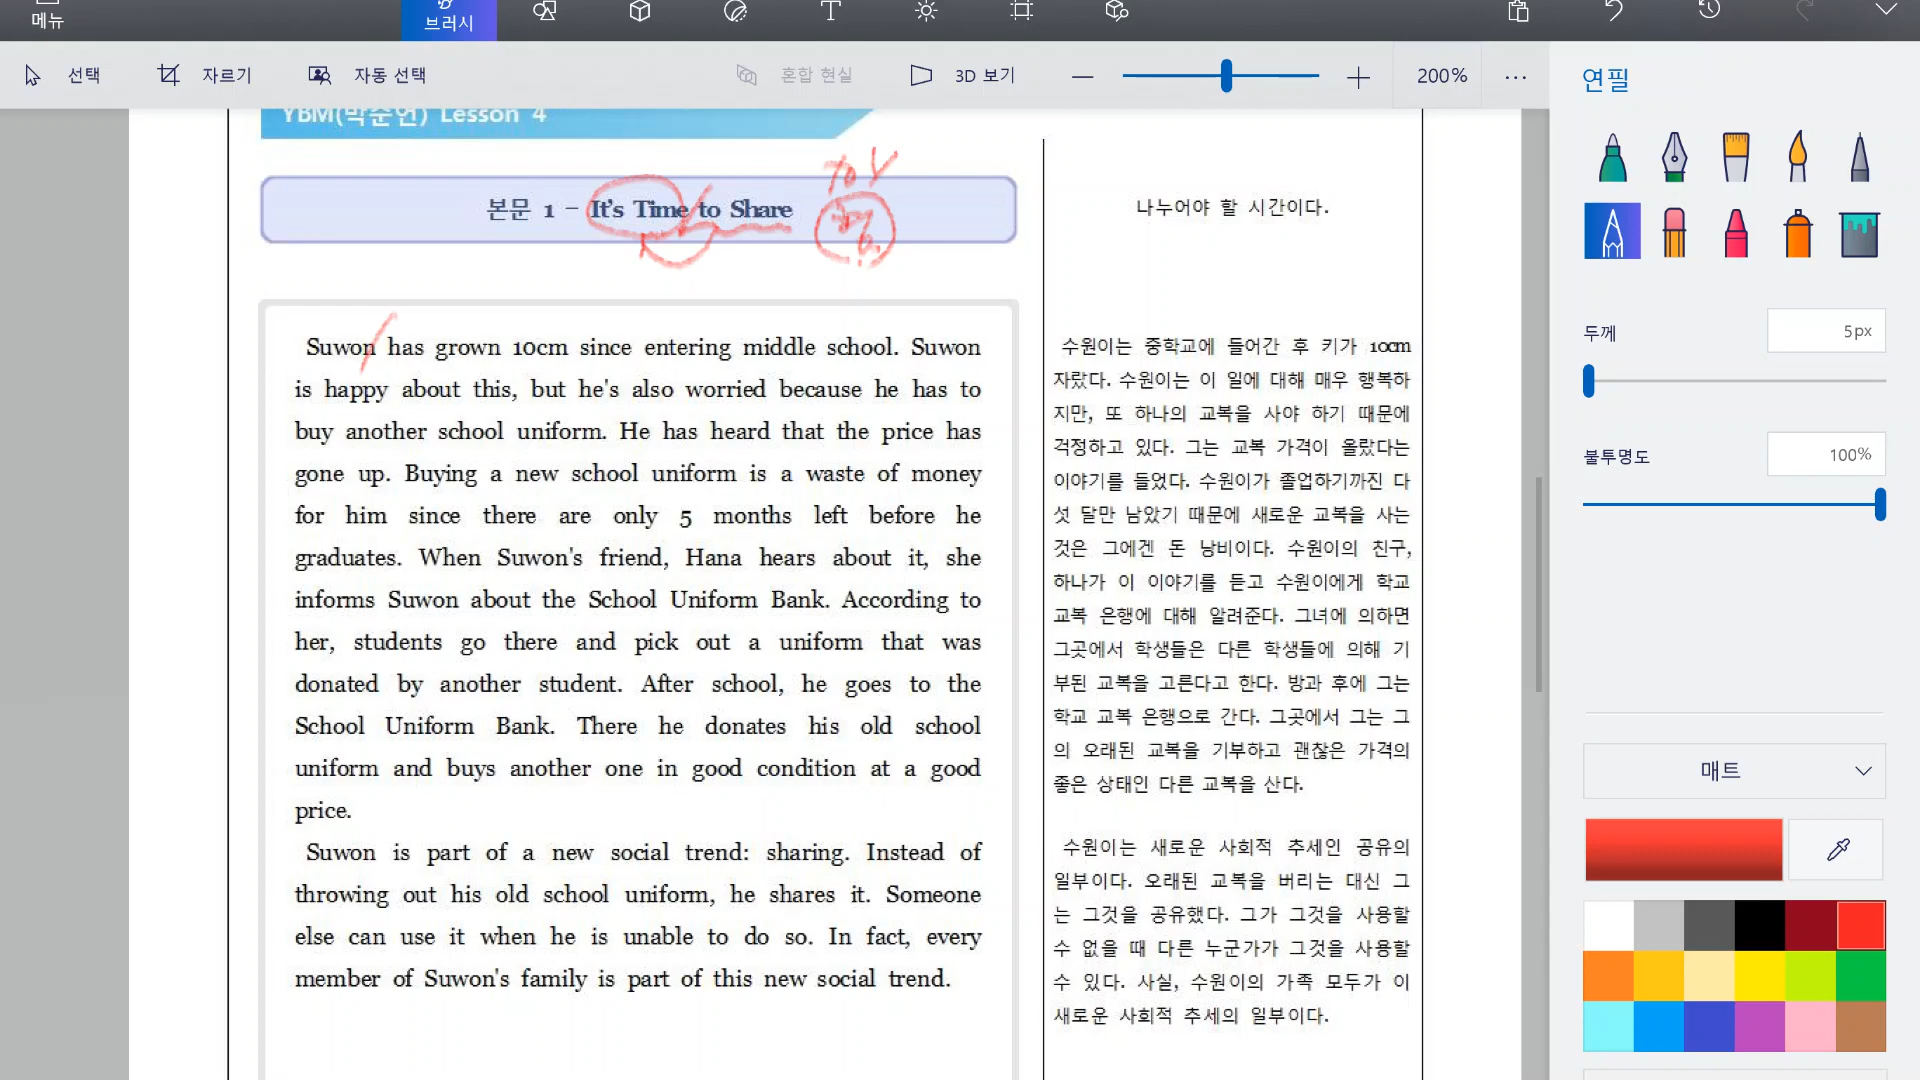 메뉴
브러시
선택
자르기
자동 선택
혼합 현실
3D 보기
200%
YBM(박준언) Lesson 4
본문 1 - It's Time to Share
to V
나누어야 할 시간이다.
Suwon has grown 10cm since entering middle school. Suwon
is happy about this, but he's also worried because he has to
buy another school uniform. He has heard that the price has
gone up. Buying a new school uniform is a waste of money
for him since there are only 5 months left before he
graduates. When Suwon's friend, Hana hears about it, she
informs Suwon about the School Uniform Bank. According to
her, students go there and pick out a uniform that was
donated by another student. After school, he goes to the
School Uniform Bank. There he donates his old school
uniform and buys another one in good condition at a good
price.
Suwon is part of a new social trend: sharing. Instead of
throwing out his old school uniform, he shares it. Someone
else can use it when he is unable to do so. In fact, every
member of Suwon's family is part of this new social trend.
수원이는 중학교에 들어간 후 키가 10cm
자랐다. 수원이는 이 일에 대해 매우 행복하
지만, 또 하나의 교복을 사야 하기 때문에
걱정하고 있다. 그는 교복 가격이 올랐다는
이야기를 들었다. 수원이가 졸업하기까진 다
섯 달만 남았기 때문에 새로운 교복을 사는
것은 그에겐 돈 낭비이다. 수원이의 친구,
하나가 이 이야기를 듣고 수원이에게 학교
교복 은행에 대해 알려준다. 그녀에 의하면
그곳에서 학생들은 다른 학생들에 의해 기
부된 교복을 고른다고 한다. 방과 후에 그는
학교 교복 은행으로 간다. 그곳에서 그는 그
의 오래된 교복을 기부하고 괜찮은 가격의
좋은 상태인 다른 교복을 산다.
수원이는 새로운 사회적 추세인 공유의
일부이다. 오래된 교복을 버리는 대신 그
는 그것을 공유했다. 그가 그것을 사용할
수 없을 때 다른 누군가가 그것을 사용할
수 있다. 사실, 수원이의 가족 모두가 이
새로운 사회적 추세의 일부이다.
연필
두께
5px
불투명도
100%
매트